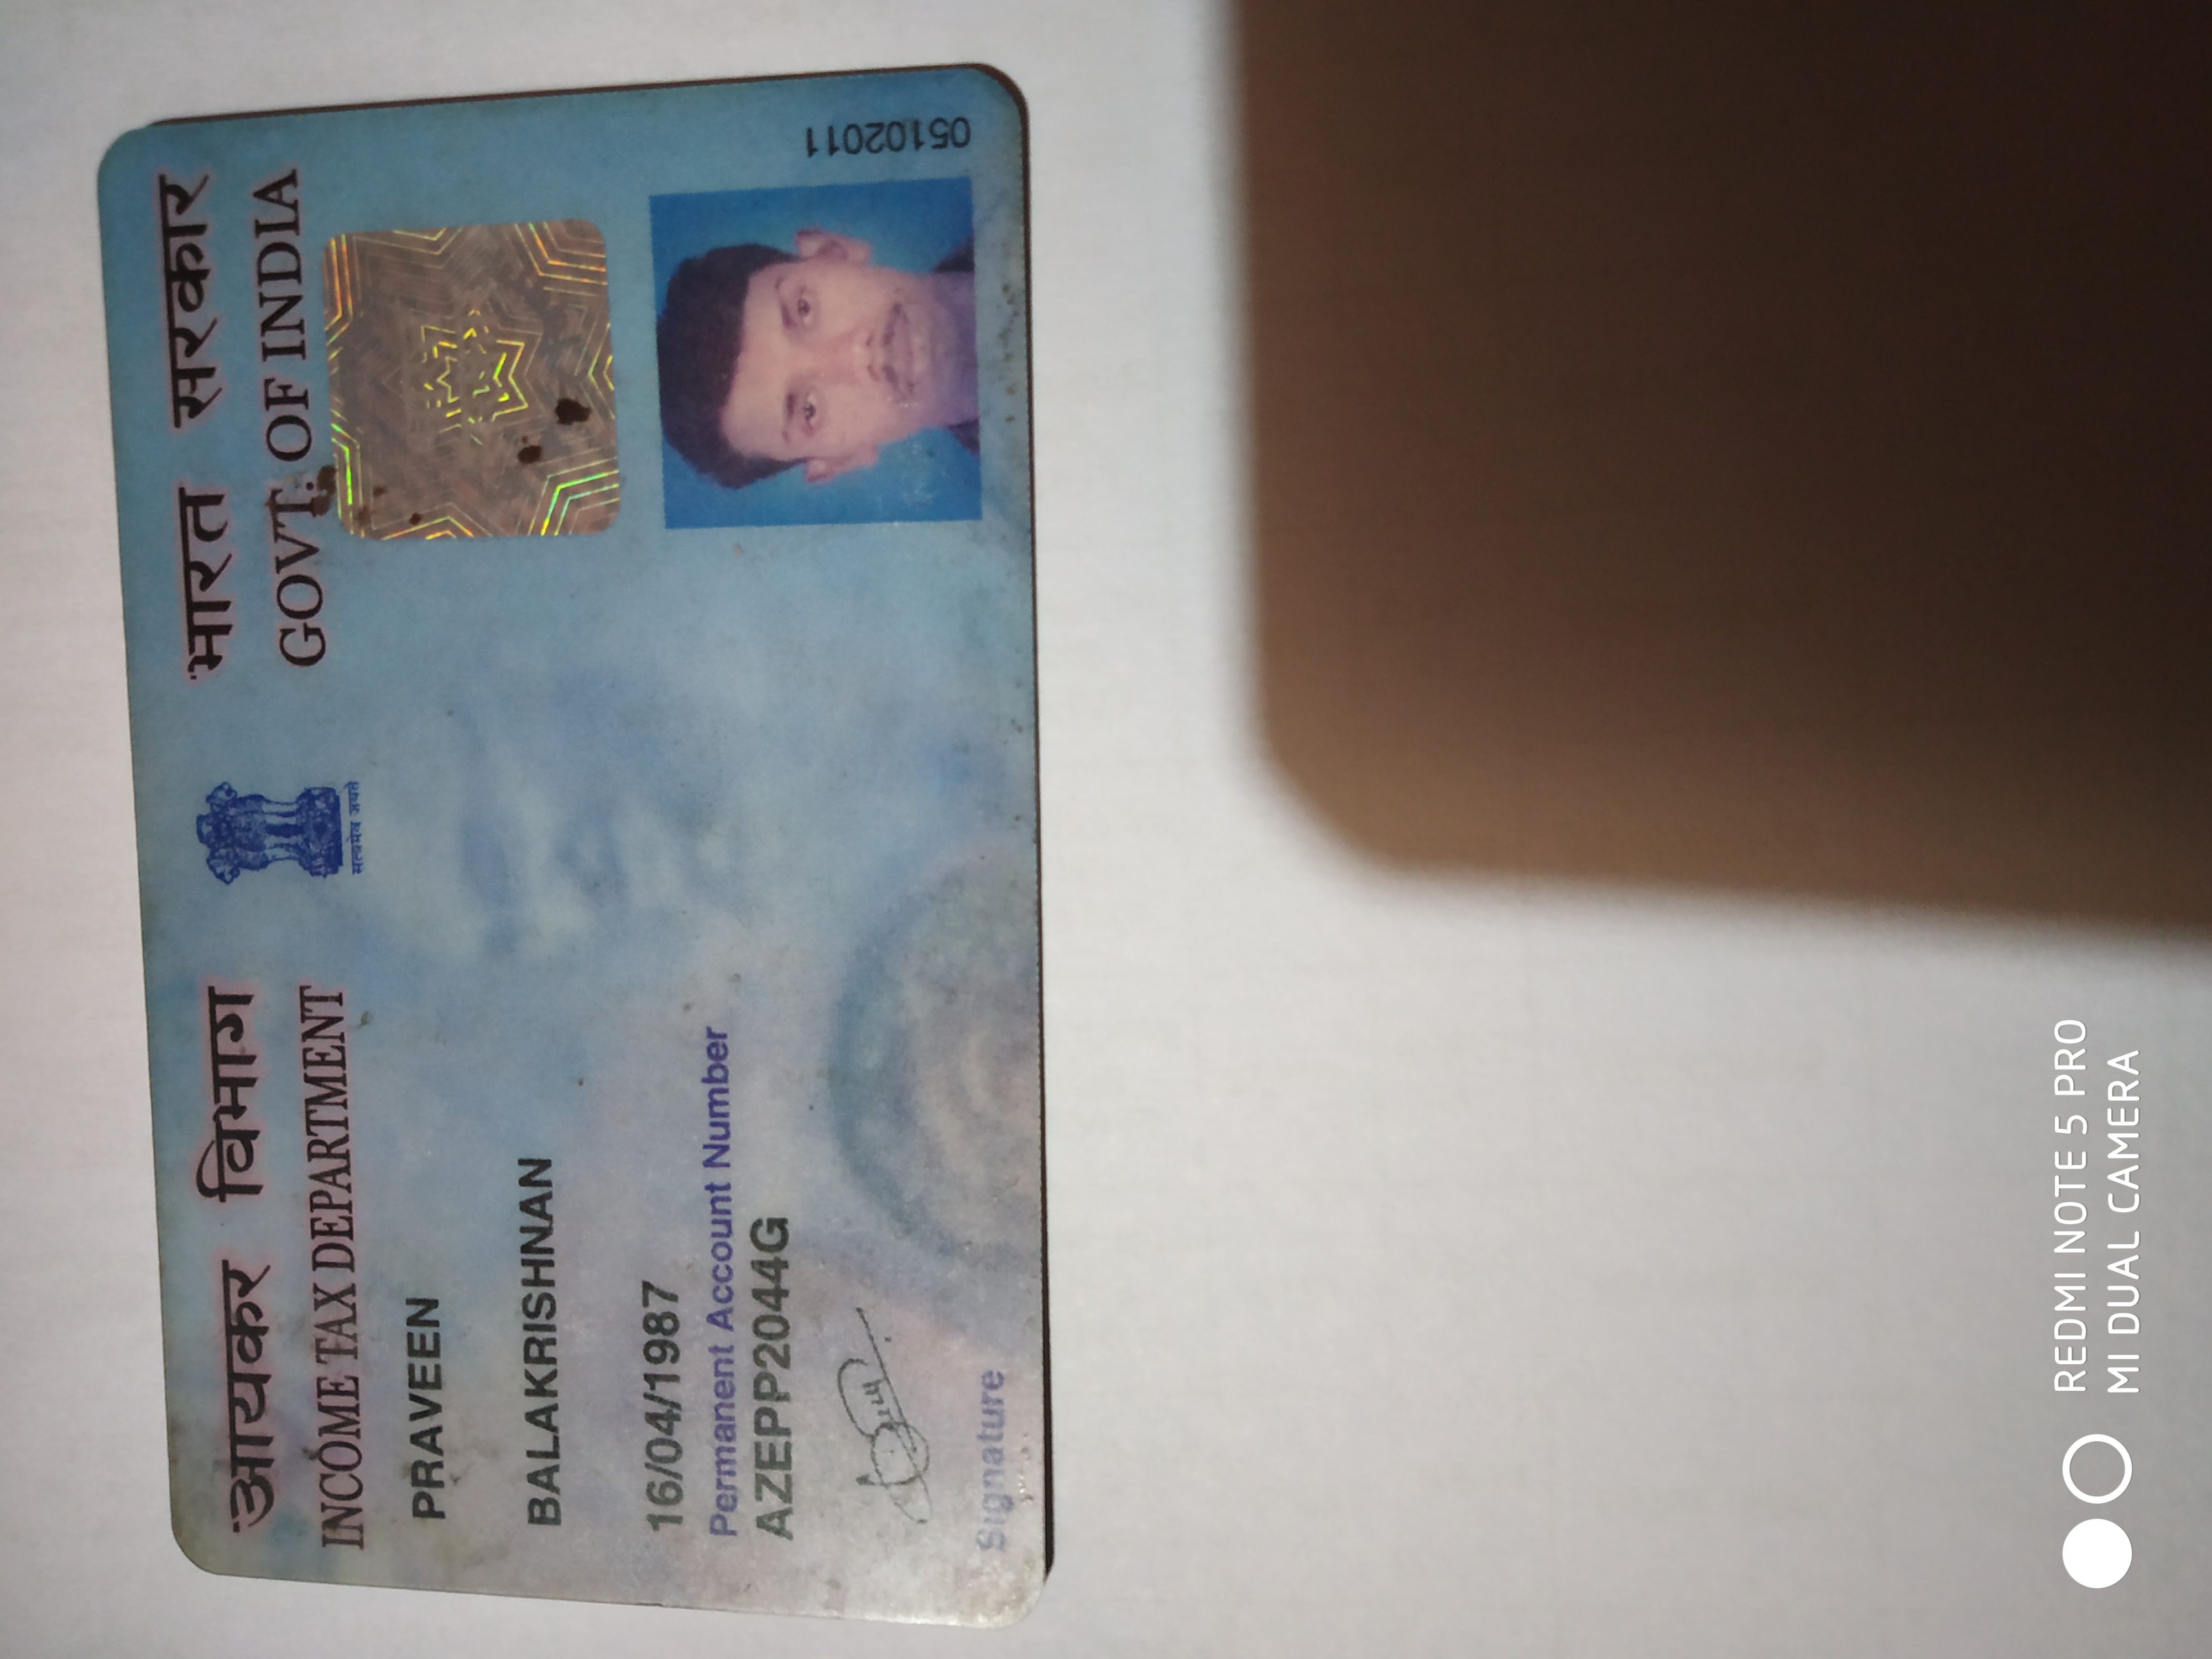 आयकर विभाग
INCOME TAX DEPARTMENT
सत्यमेव जयते
भारत सरकार
GOVT. OF INDIA
PRAVEEN
BALAKRISHNAN
16/04/1987
Permanent Account Number
AZEPP2044G
Signature
05102011
REDMI NOTE 5 PRO
MI DUAL CAMERA